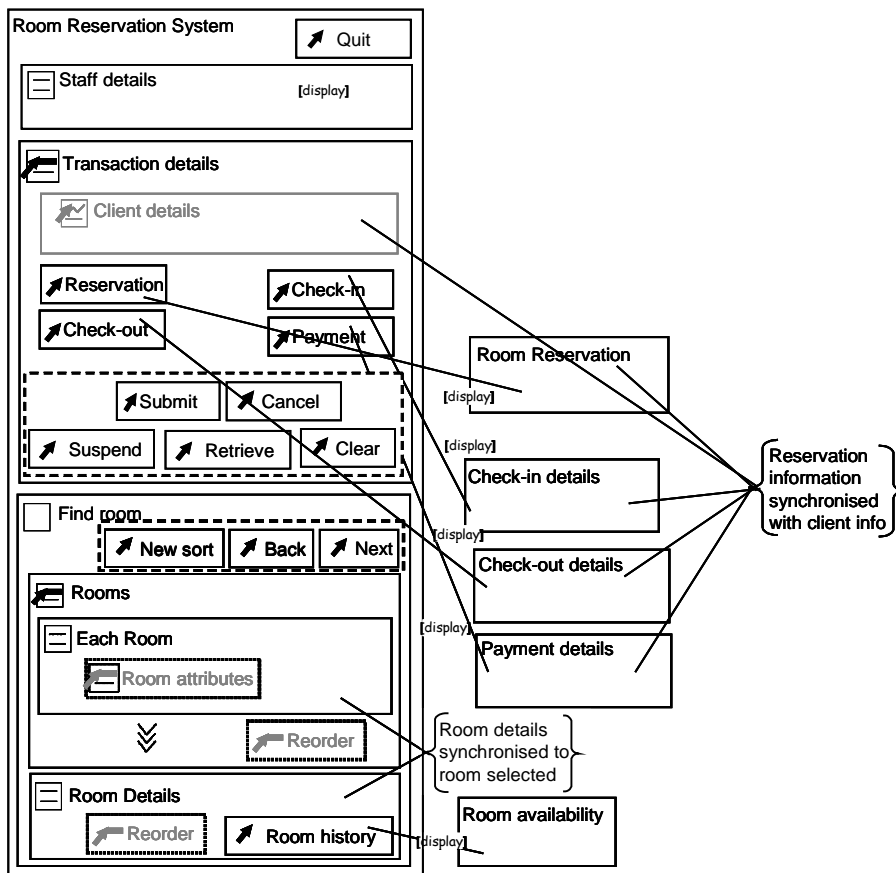 Room Reservation System
Quit
Staff details
[display]
Transaction details
Client details
Reservation
Check-in
Check-out
Payment
Submit
Cancel
Suspend
Retrieve
Clear
Room Reservation
[display]
[display]
Check-in details
[display]
Check-out details
[display]
Payment details
Reservation
information
synchronised
with client info
Find room
New sort
Back
Next
Rooms
Each Room
Room attributes
Reorder
Room details
synchronised to
room selected
Room Details
Reorder
Room history
[display]
Room availability